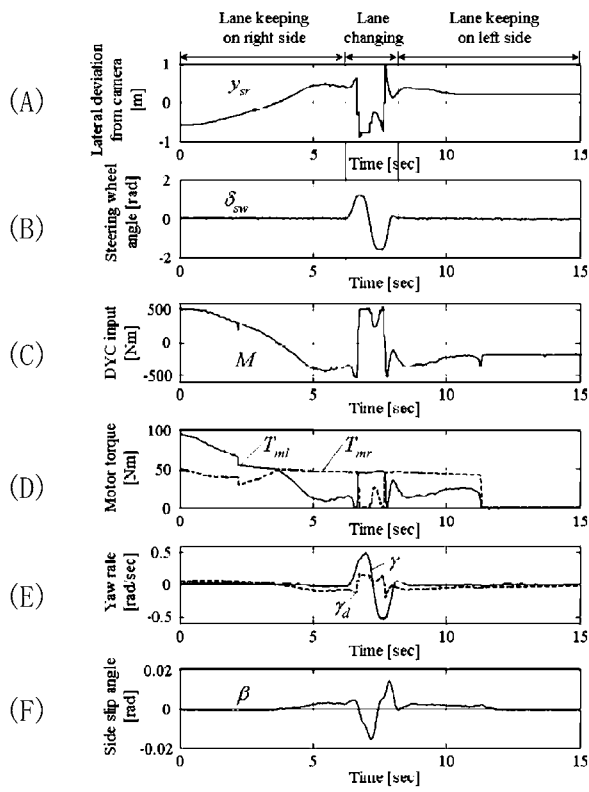 Lane keeping on right side
Lane changing
Lane keeping on left side
(A)
Lateral deviation from camera [m]
1
0
-1
y_sr
0 5 10 15
Time [sec]
(B)
Steering wheel angle [rad]
2
0
-2
δ_sw
0 5 10 15
Time [sec]
(C)
DYC input [Nm]
500
0
-500
M
0 5 10 15
Time [sec]
(D)
Motor torque [Nm]
100
50
0
T_ml
T_mr
0 5 10 15
Time [sec]
(E)
Yaw rate [rad/sec]
0.5
0
-0.5
γ
γ_d
0 5 10 15
Time [sec]
(F)
Side slip angle [rad]
0.02
0
-0.02
β
0 5 10 15
Time [sec]